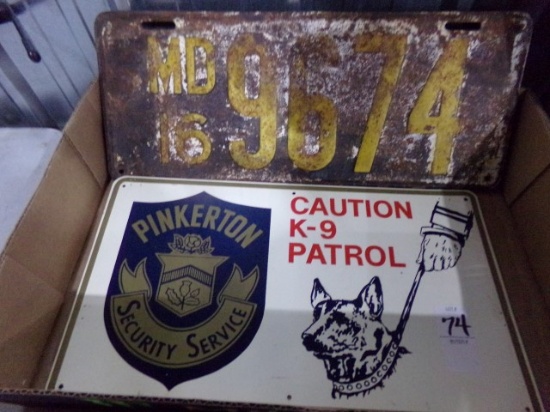 MD 9674
16
PINKERTON
SECURITY SERVICE
CAUTION
K-9
PATROL
74